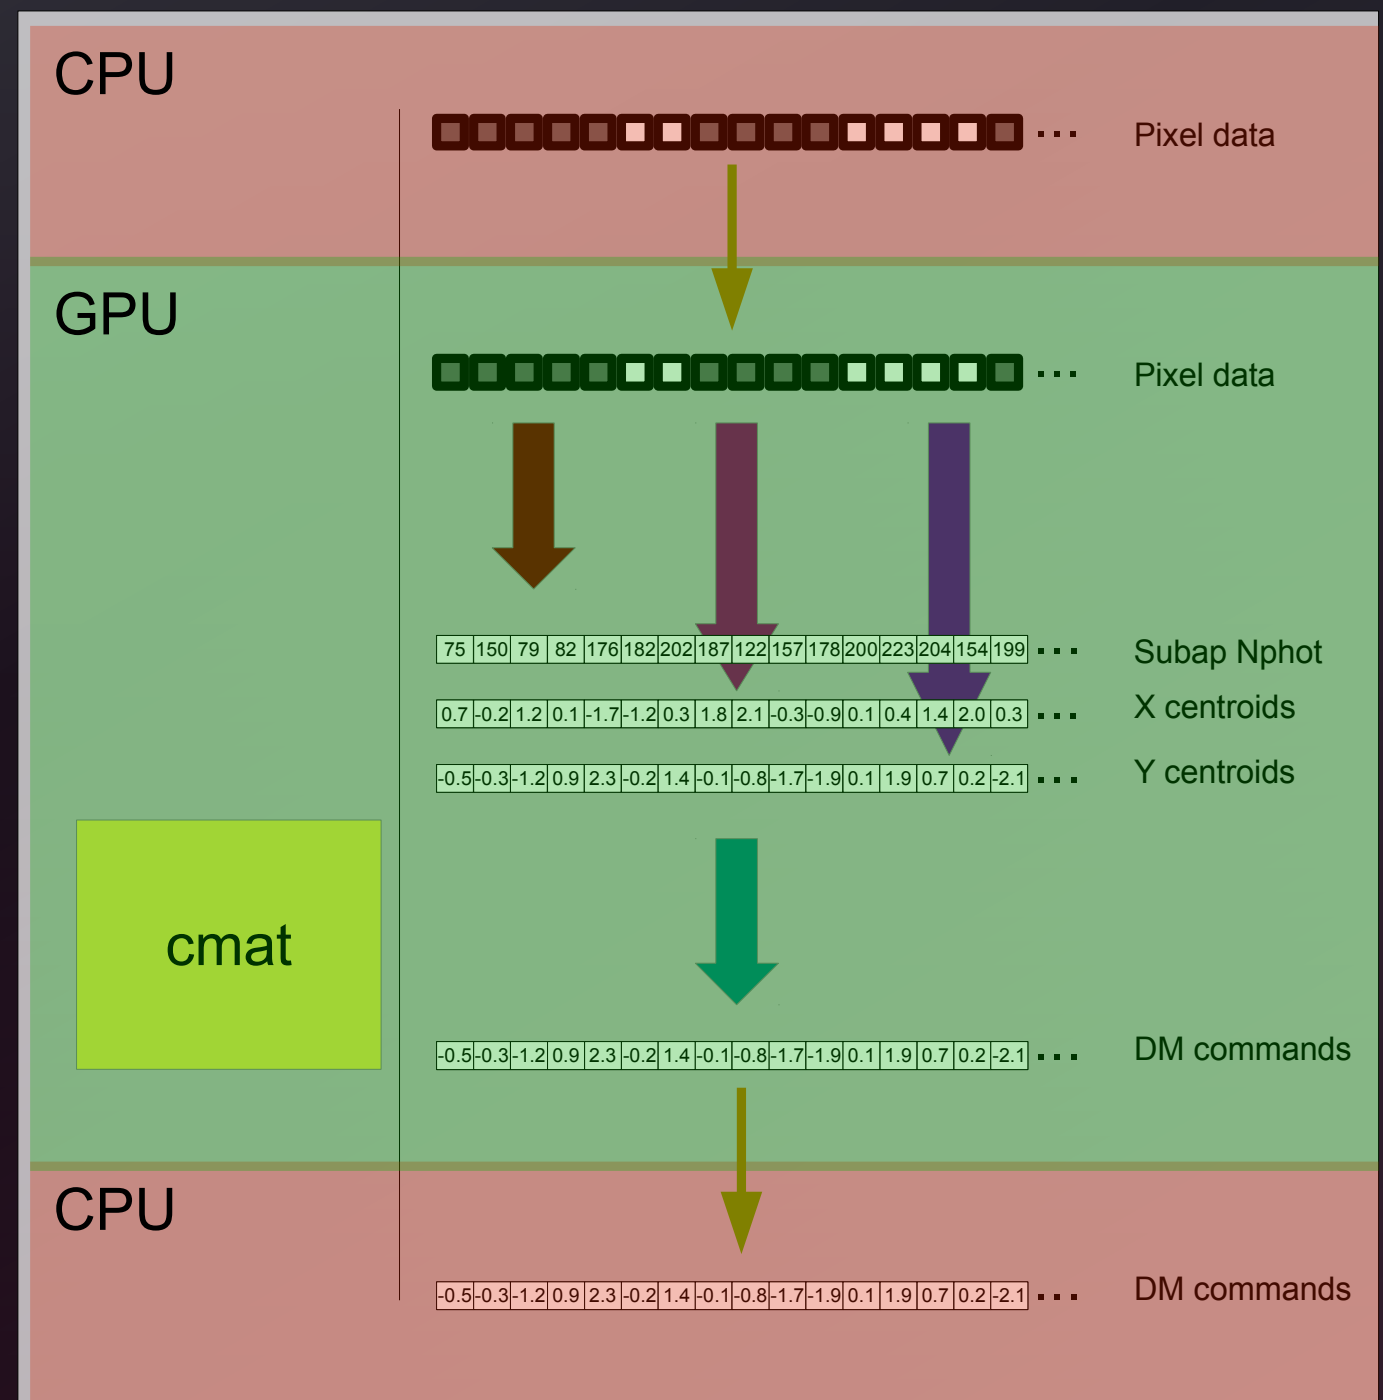 CPU
... Pixel data
GPU
... Pixel data
75 150 79 82 176 182 202 187 122 157 178 200 223 204 154 199 ... Subap Nphot
0.7 -0.2 1.2 0.1 -1.7 -1.2 0.3 1.8 2.1 -0.3 -0.9 0.1 0.4 1.4 2.0 0.3 ... X centroids
-0.5 -0.3 -1.2 0.9 2.3 -0.2 1.4 -0.1 -0.8 -1.7 -1.9 0.1 1.9 0.7 0.2 -2.1 ... Y centroids
cmat
-0.5 -0.3 -1.2 0.9 2.3 -0.2 1.4 -0.1 -0.8 -1.7 -1.9 0.1 1.9 0.7 0.2 -2.1 ... DM commands
CPU
-0.5 -0.3 -1.2 0.9 2.3 -0.2 1.4 -0.1 -0.8 -1.7 -1.9 0.1 1.9 0.7 0.2 -2.1 ... DM commands